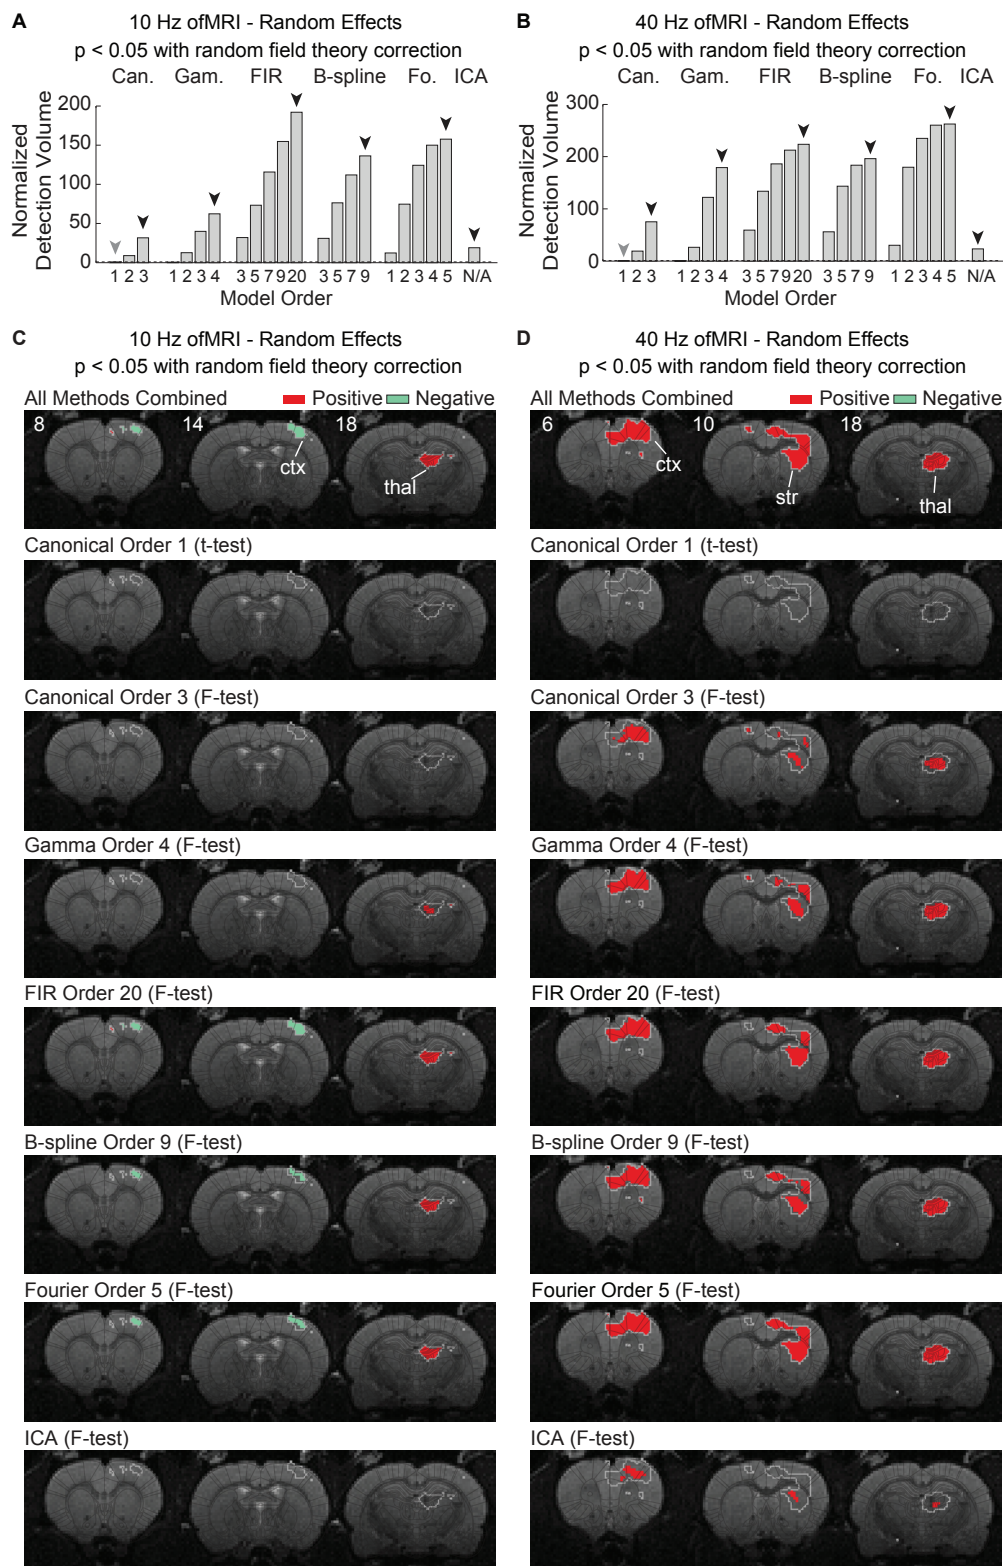 A
10 Hz ofMRI - Random Effects
p < 0.05 with random field theory correction
Can. Gam. FIR B-spline Fo. ICA
Normalized
Detection Volume
200
150
100
50
0
1 2 3 1 2 3 4 3 5 7 9 20 3 5 7 9 1 2 3 4 5 N/A
Model Order
B
40 Hz ofMRI - Random Effects
p < 0.05 with random field theory correction
Can. Gam. FIR B-spline Fo. ICA
Normalized
Detection Volume
300
200
100
0
1 2 3 1 2 3 4 3 5 7 9 20 3 5 7 9 1 2 3 4 5 N/A
Model Order
C
10 Hz ofMRI - Random Effects
p < 0.05 with random field theory correction
All Methods Combined Positive Negative
8 14 18
ctx
thal
Canonical Order 1 (t-test)
Canonical Order 3 (F-test)
Gamma Order 4 (F-test)
FIR Order 20 (F-test)
B-spline Order 9 (F-test)
Fourier Order 5 (F-test)
ICA (F-test)
D
40 Hz ofMRI - Random Effects
p < 0.05 with random field theory correction
All Methods Combined Positive Negative
6 10 18
ctx
str
thal
Canonical Order 1 (t-test)
Canonical Order 3 (F-test)
Gamma Order 4 (F-test)
FIR Order 20 (F-test)
B-spline Order 9 (F-test)
Fourier Order 5 (F-test)
ICA (F-test)